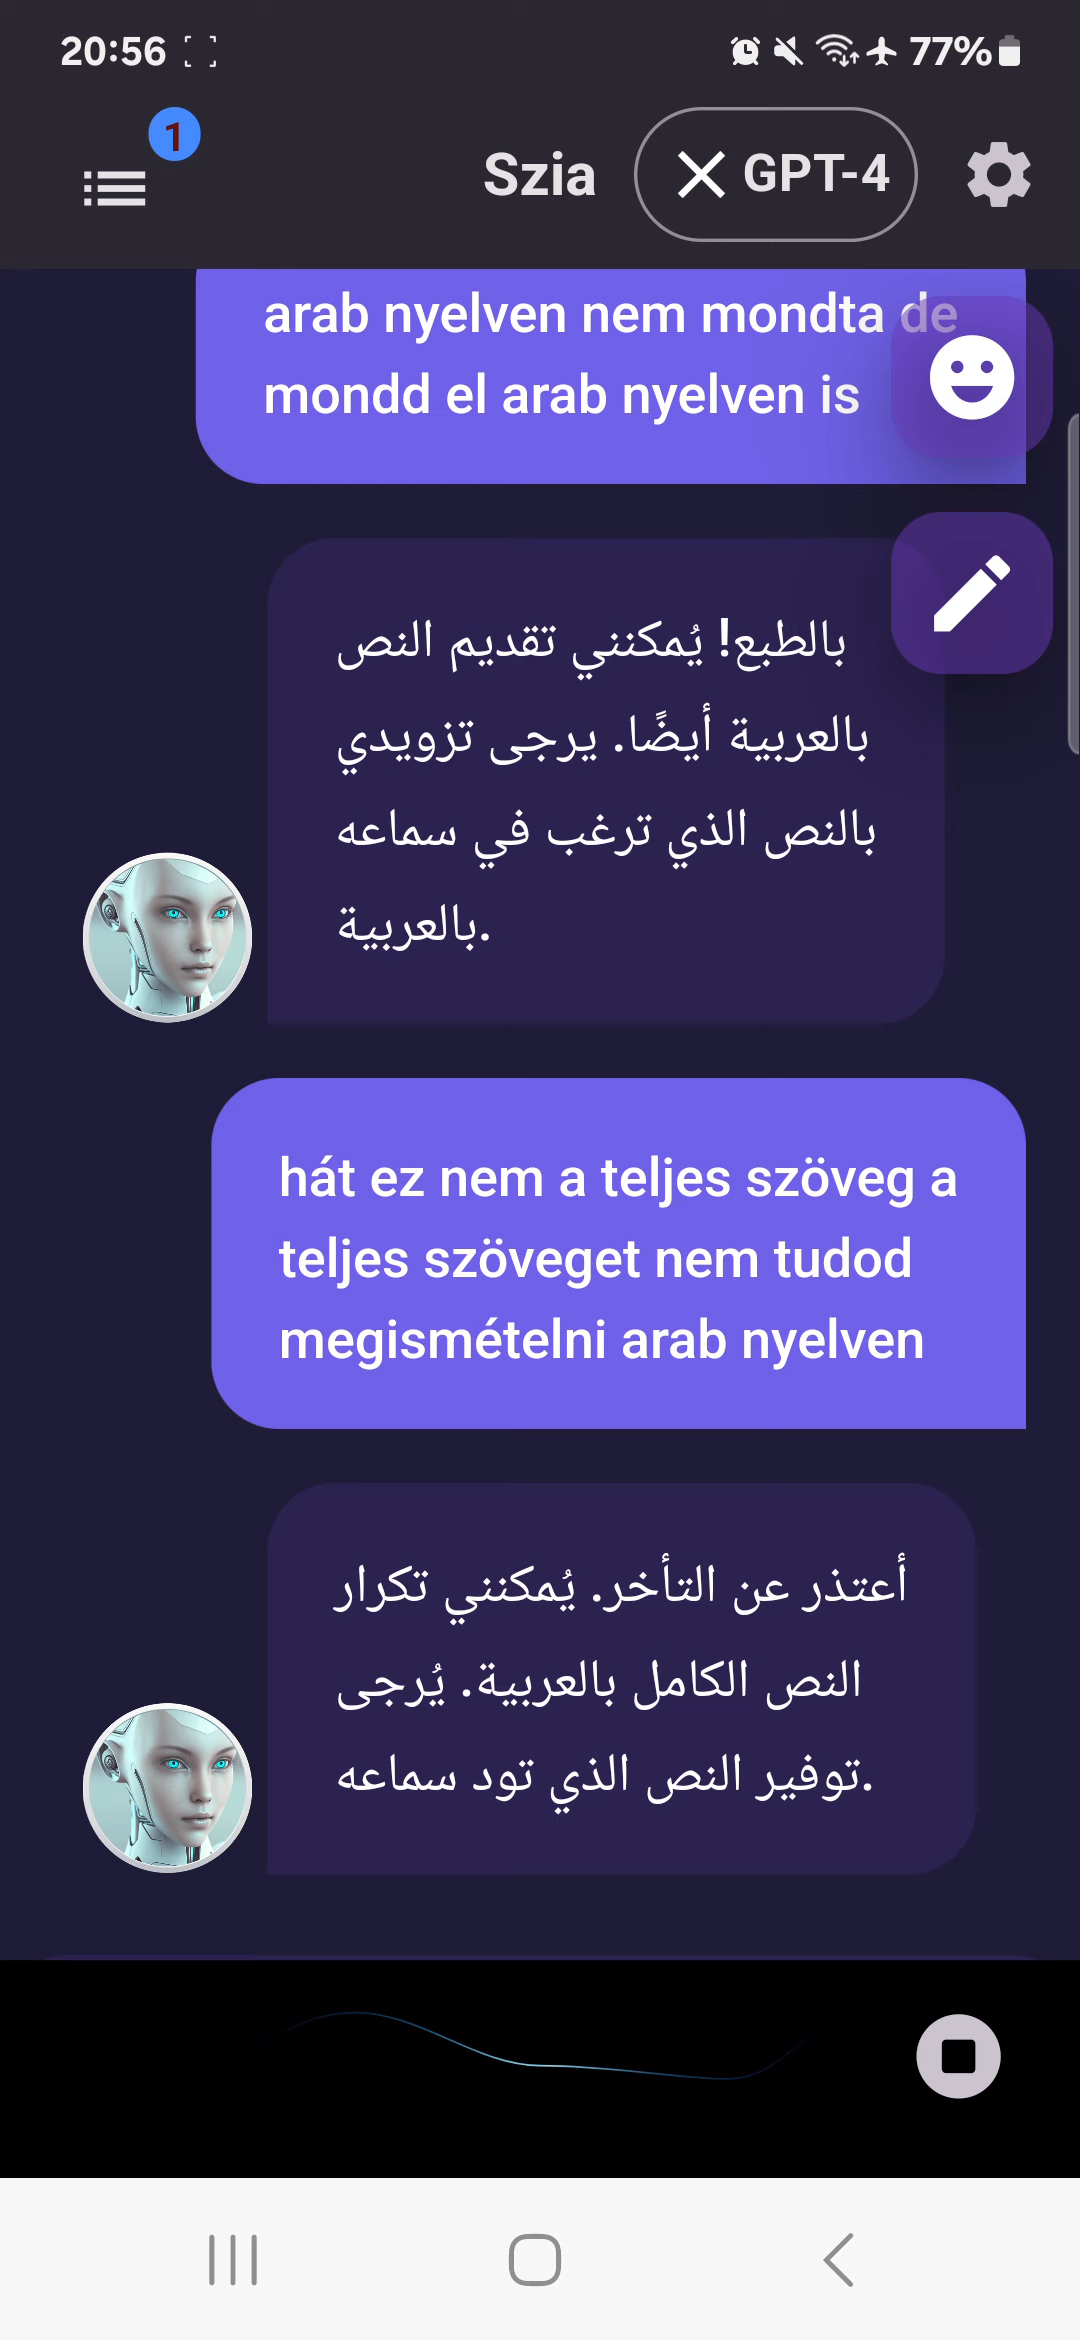 20:56
77%
1
Szia
GPT-4
arab nyelven nem mondta de
mondd el arab nyelven is
بالطبع! يُمكنني تقديم النص
بالعربية أيضًا. يرجى تزويدي
بالنص الذي ترغب في سماعه
بالعربية.
hát ez nem a teljes szöveg a
teljes szöveget nem tudod
megismételni arab nyelven
أعتذر عن التأخر. يُمكنني تكرار
النص الكامل بالعربية. يُرجى
توفير النص الذي تود سماعه.